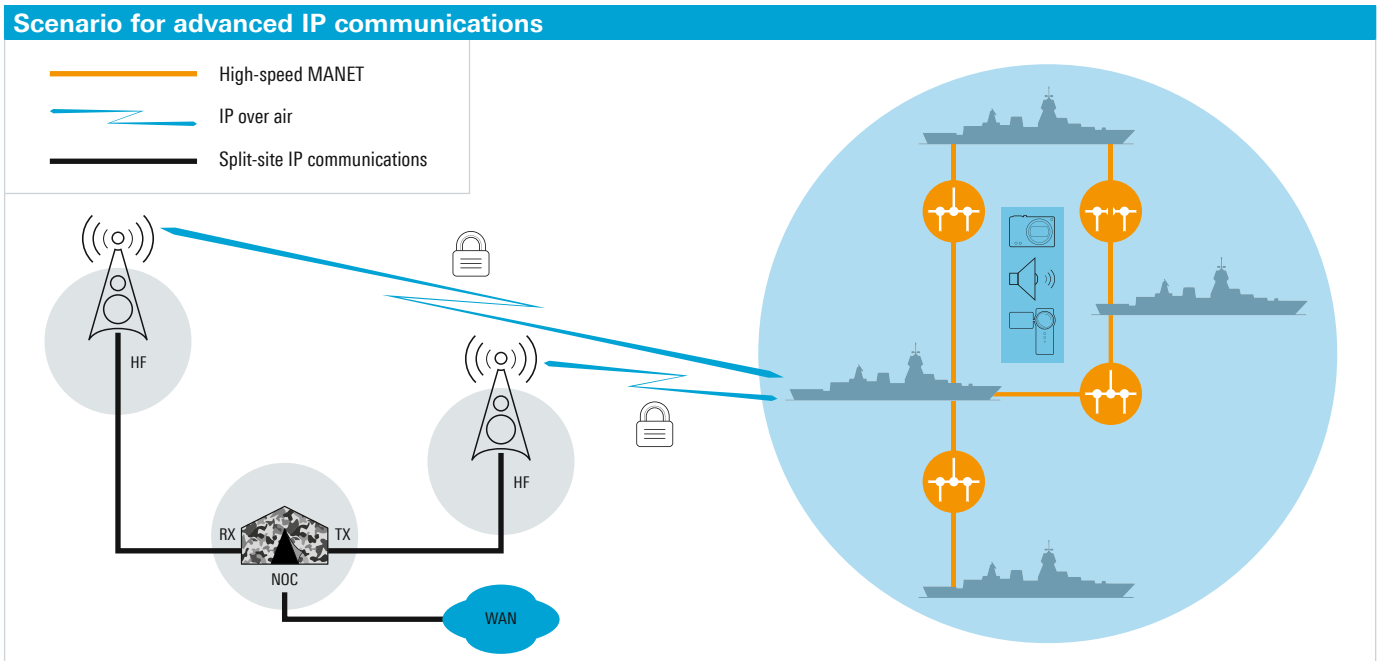 Scenario for advanced IP communications
High-speed MANET
IP over air
Split-site IP communications
HF
HF
RX
TX
NOC
WAN